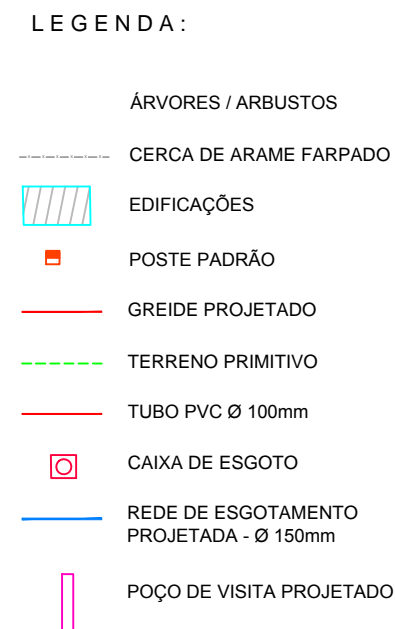 LEGENDA:
ÁRVORES / ARBUSTOS
CERCA DE ARAME FARPADO
EDIFICAÇÕES
POSTE PADRÃO
GREIDE PROJETADO
TERRENO PRIMITIVO
TUBO PVC Ø 100mm
CAIXA DE ESGOTO
REDE DE ESGOTAMENTO
PROJETADA - Ø 150mm
POÇO DE VISITA PROJETADO